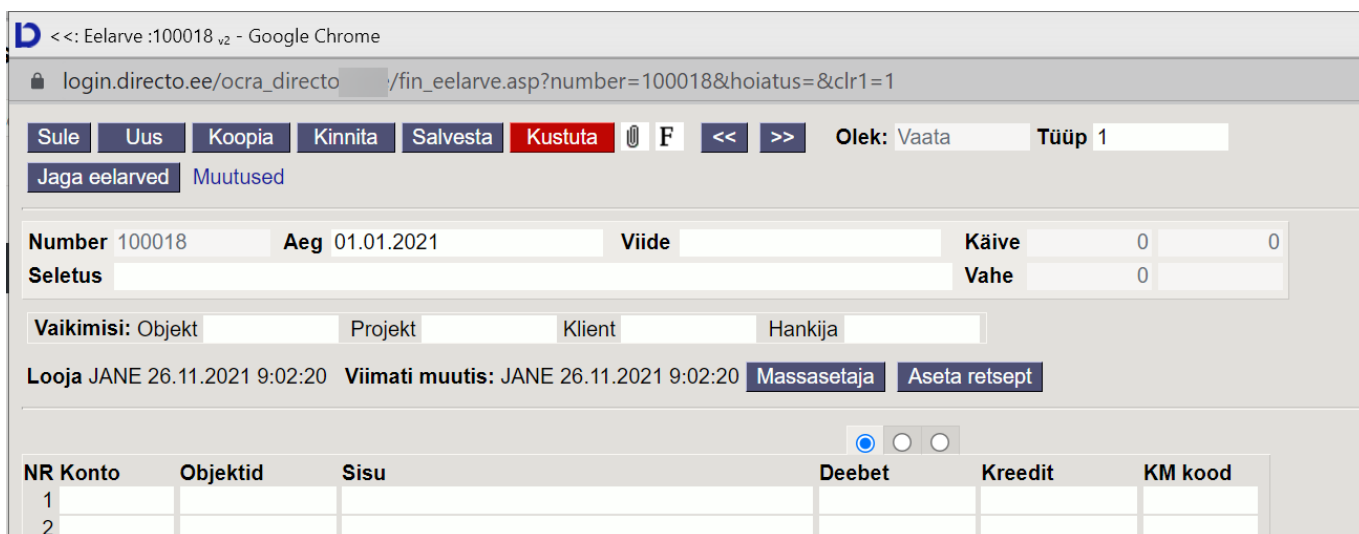 <<: Eelarve :100018 v2 - Google Chrome
login.directo.ee/ocra_directo /fin_eelarve.asp?number=100018&hoiatus=&clr1=1
Sule Uus Koopia Kinnita Salvesta Kustuta F << >> Olek: Vaata Tüüp 1
Jaga eelarved Muutused
Number 100018 Aeg 01.01.2021 Viide Käive 0 0
Seletus Vahe 0
Vaikimisi: Objekt Projekt Klient Hankija
Looja JANE 26.11.2021 9:02:20 Viimati muutis: JANE 26.11.2021 9:02:20 Massasetaja Aseta retsept
NR Konto Objektid Sisu Deebet Kreedit KM kood
1
2